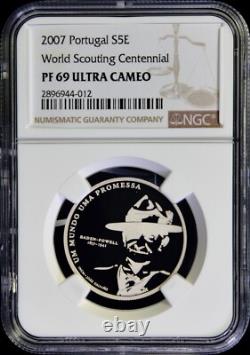 2007 Portugal S5E
World Scouting Centennial
PF 69 ULTRA CAMEO
2896944-012
NUMISMATIC GUARANTY COMPANY
NGC
UM MUNDO UMA PROMESSA
BADEN-POWELL
1857-1941